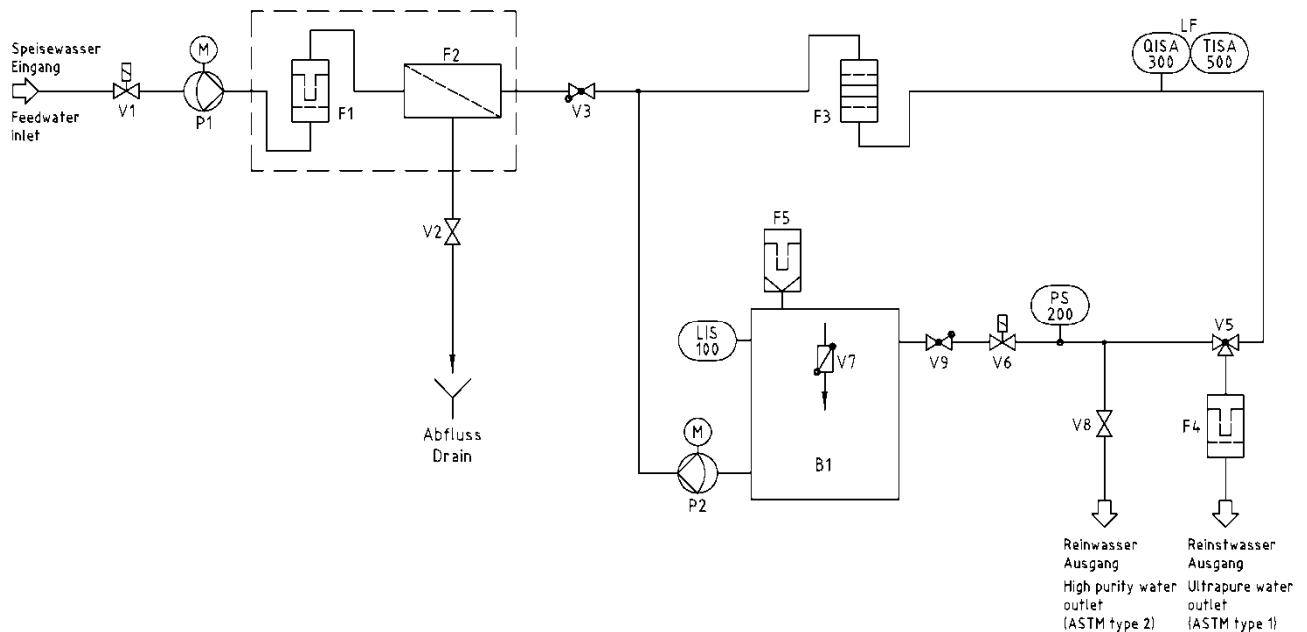 Speisewasser
Eingang
Feedwater
inlet
V1
M
P1
F1
F2
V2
Abfluss
Drain
V3
F3
LF
QISA
300
TISA
500
F5
LIS
100
V7
B1
M
P2
V9
V6
PS
200
V5
V8
F4
Reinwasser
Ausgang
High purity water
outlet
(ASTM type 2)
Reinstwasser
Ausgang
Ultrapure water
outlet
(ASTM type 1)